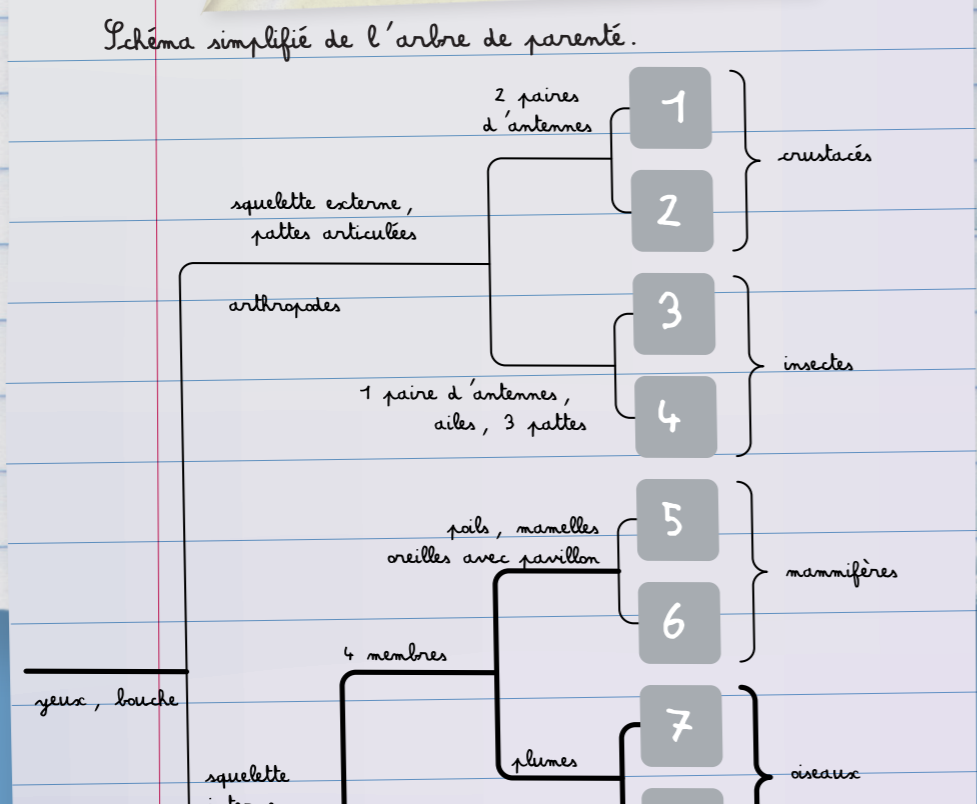 Schéma simplifié de l'arbre de parenté.
2 paires
d'antennes
1
crustacés
2
squelette externe,
pattes articulées
arthropodes
3
insectes
1 paire d'antennes,
ailes, 3 pattes
4
poils, mamelles
oreilles avec pavillon
5
mammifères
6
4 membres
yeux, bouche
7
plumes
oiseaux
squelette